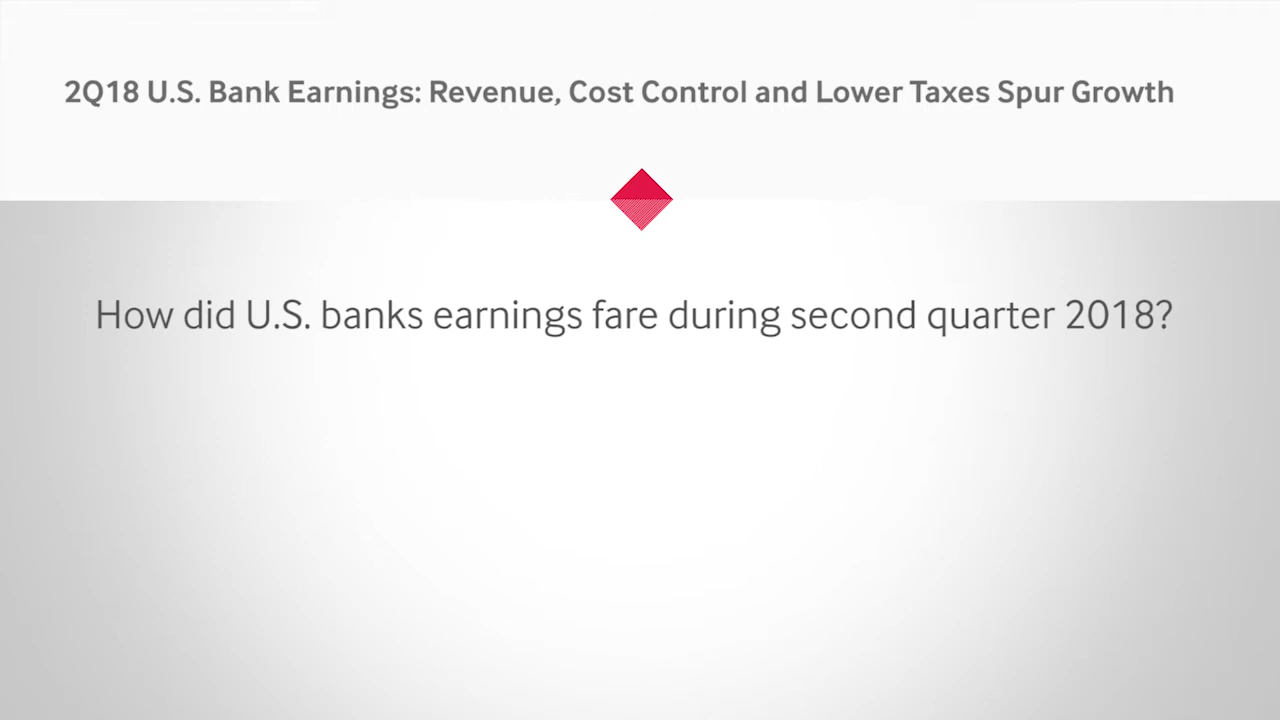 2Q18 U.S. Bank Earnings: Revenue, Cost Control and Lower Taxes Spur Growth
How did U.S. banks earnings fare during second quarter 2018?